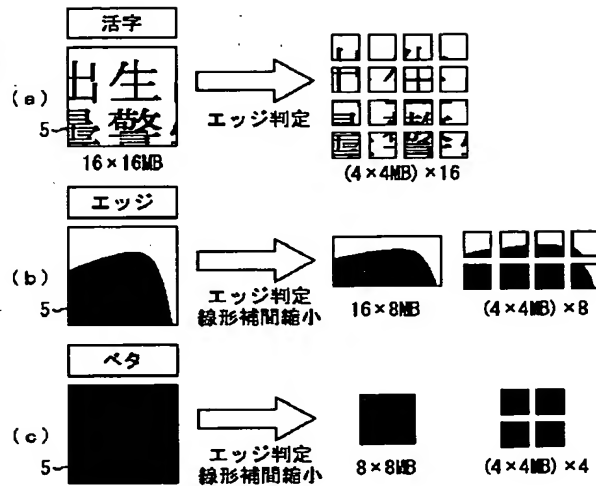 活字
(a)
出生
警
5
16×16MB
エッジ判定
(4×4MB)×16
エッジ
(b)
5
エッジ判定
線形補間縮小
16×8MB
(4×4MB)×8
ベタ
(c)
5
エッジ判定
線形補間縮小
8×8MB
(4×4MB)×4